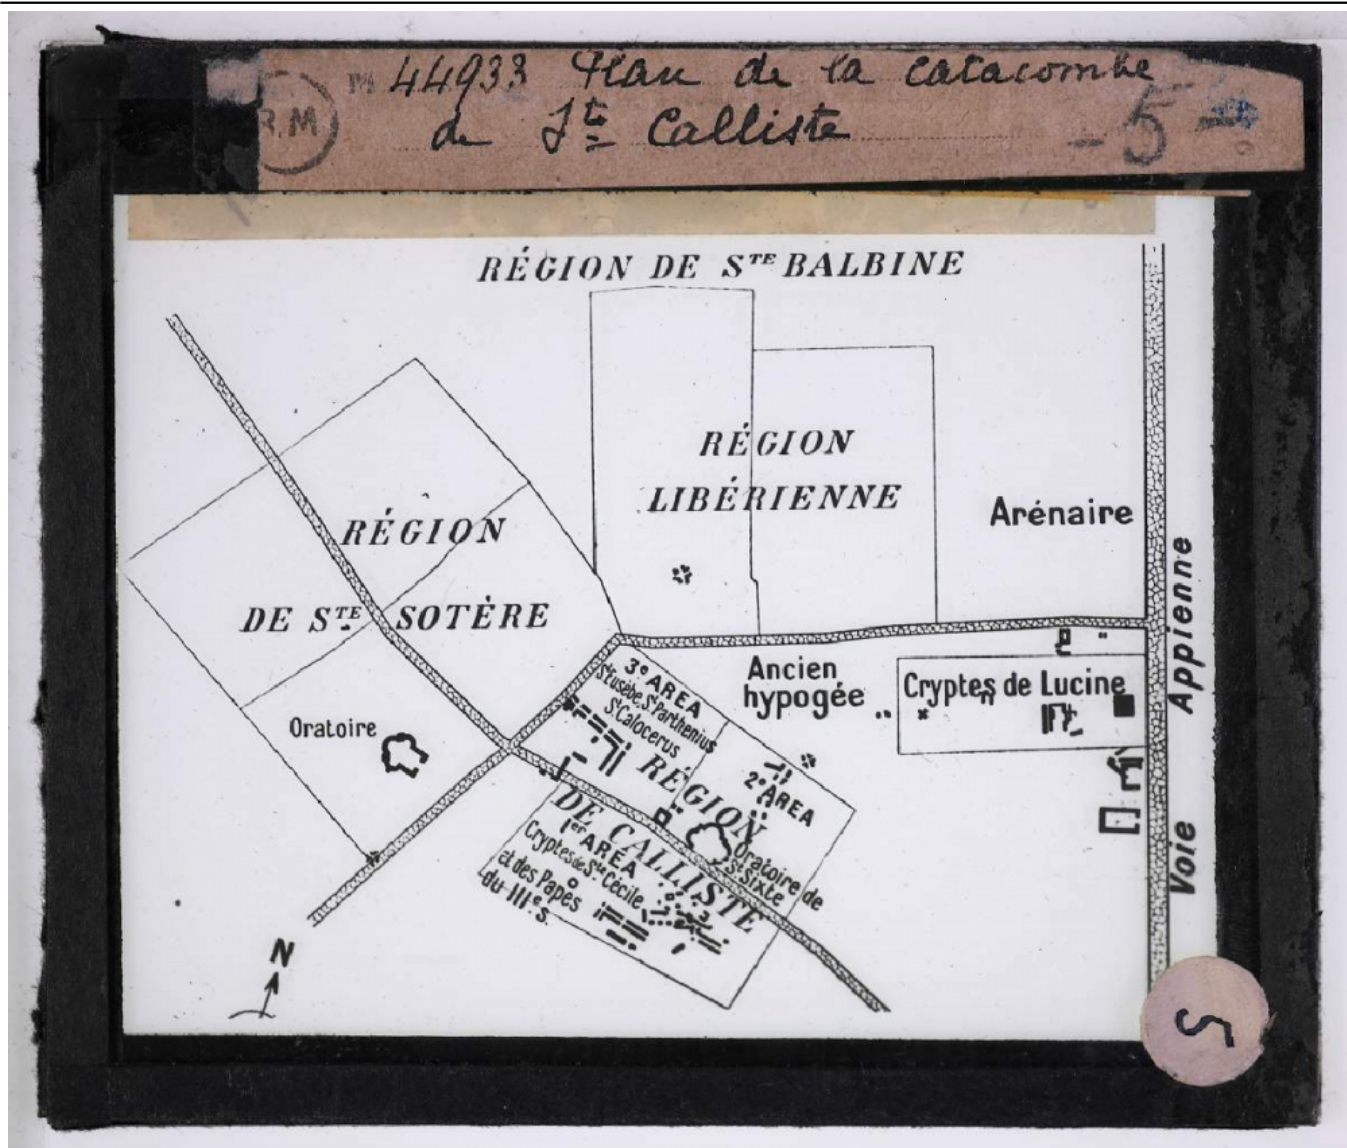 44933 Plan de la catacombe
de Ste Calliste
R.M
- 5 -
RÉGION DE STE BALBINE
RÉGION
LIBÉRIENNE
Arénaire
RÉGION
DE STE SOTÈRE
Voie Appienne
Ancien
hypogée
Cryptes de Lucine
Oratoire
3e AREA
St Eusèbe, St Parthenius
St Calocerus
2e AREA
RÉGION
DE CALLISTE
1er AREA
Cryptes de Ste Cécile
et des Papes
du IIIe s.
Oratoire de
St Sixte
N
5